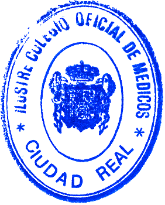 * ILUSTRE COLEGIO OFICIAL DE MEDICOS *
CIUDAD REAL